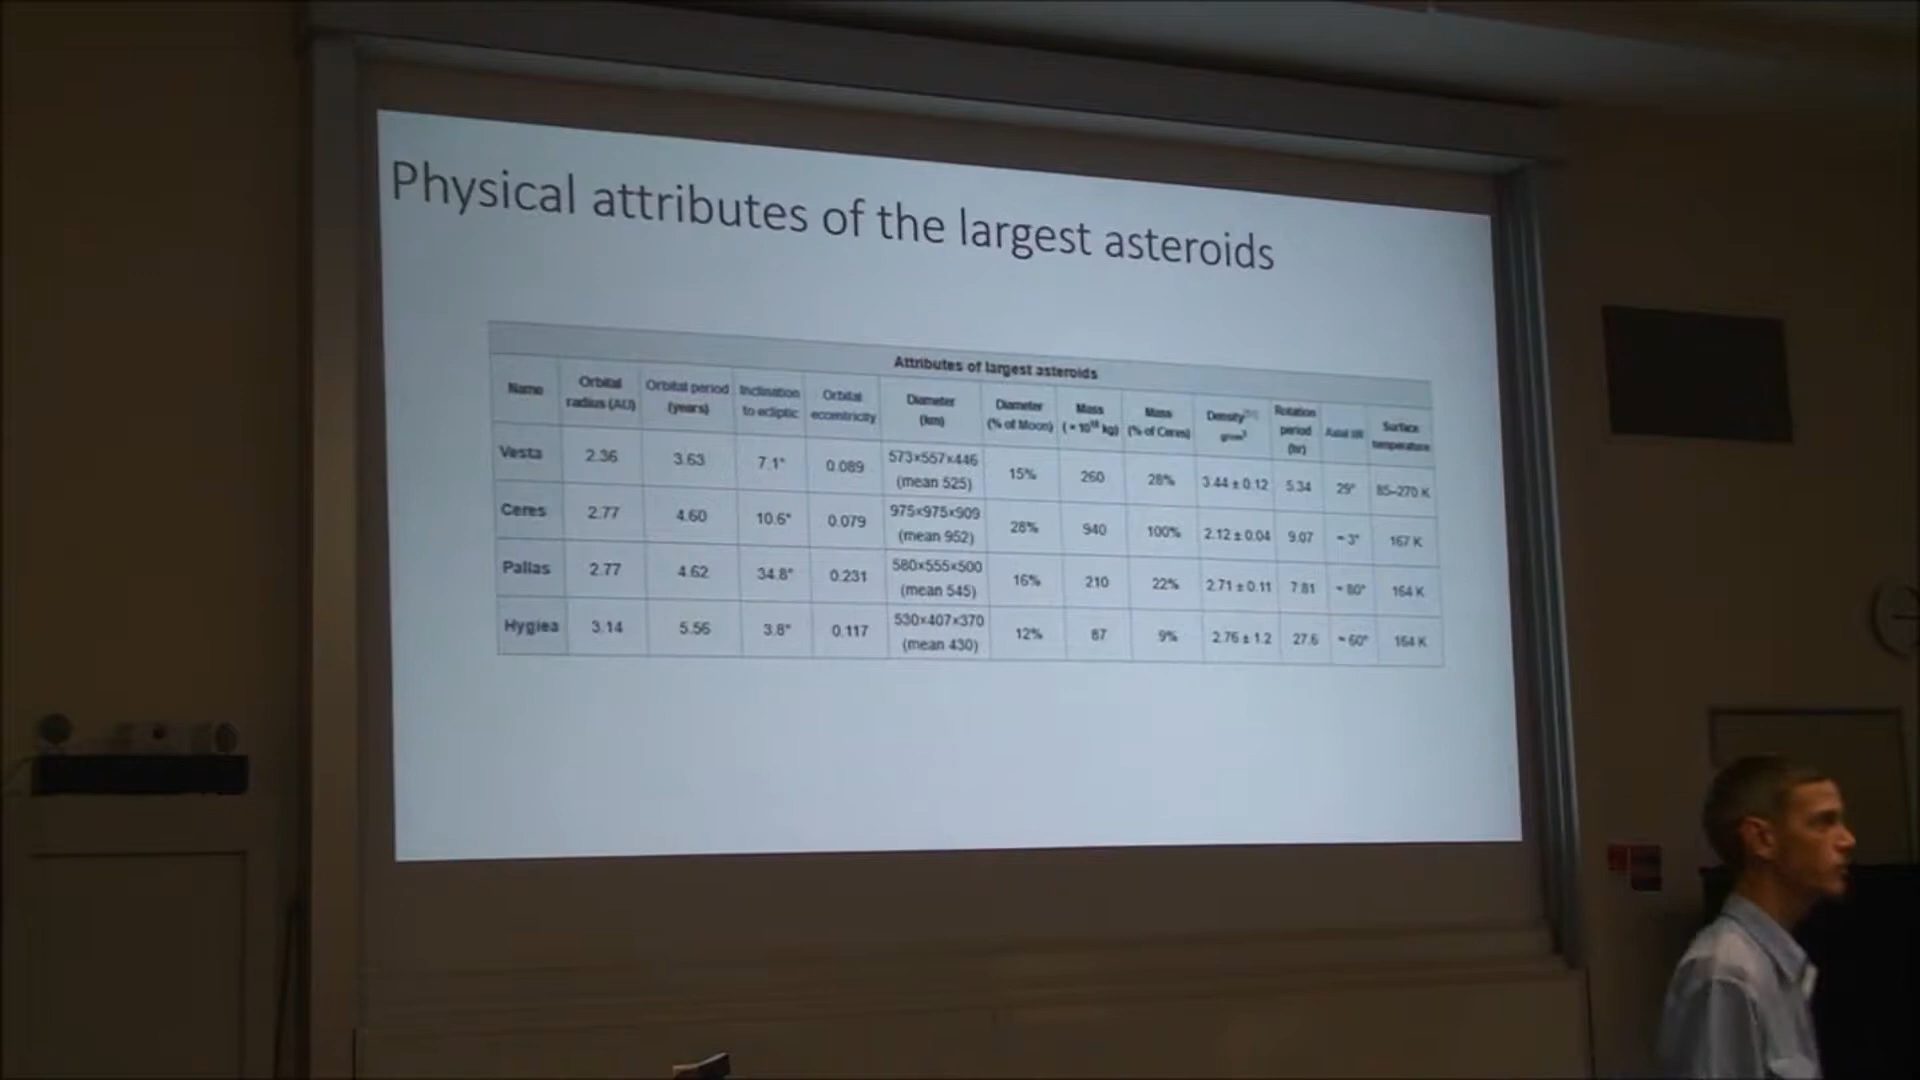 Physical attributes of the largest asteroids
Attributes of largest asteroids
Name Orbital radius (AU) Orbital period (years) Inclination to ecliptic Orbital eccentricity Diameter (km) Diameter (% of Moon) Mass (×10¹⁸ kg) Mass (% of Ceres) Density g/cm³ Rotation period (hr) Axial tilt Surface temperature
Vesta 2.36 3.63 7.1° 0.089 573×557×446 (mean 525) 15% 260 28% 3.44 ± 0.12 5.34 29° 85–270 K
Ceres 2.77 4.60 10.6° 0.079 975×975×909 (mean 952) 28% 940 100% 2.12 ± 0.04 9.07 ≈ 3° 167 K
Pallas 2.77 4.62 34.8° 0.231 580×555×500 (mean 545) 16% 210 22% 2.71 ± 0.11 7.81 ≈ 80° 164 K
Hygiea 3.14 5.56 3.8° 0.117 530×407×370 (mean 430) 12% 87 9% 2.76 ± 1.2 27.6 ≈ 60° 164 K